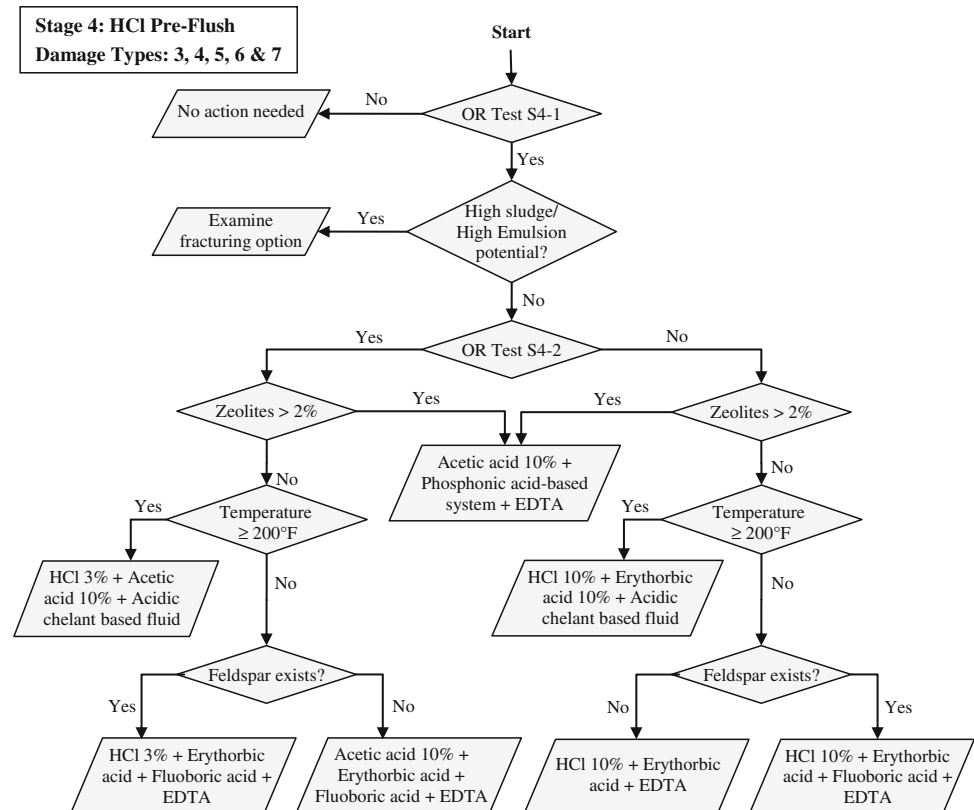 Stage 4: HCl Pre-Flush
Damage Types: 3, 4, 5, 6 & 7
Start
No
No action needed
OR Test S4-1
Yes
Examine
fracturing option
Yes
High sludge/
High Emulsion
potential?
No
Yes
OR Test S4-2
No
Zeolites > 2%
Yes
Yes
Zeolites > 2%
Acetic acid 10% +
Phosphonic acid-based
system + EDTA
No
No
Yes
Temperature
≥ 200°F
Yes
Temperature
≥ 200°F
HCl 3% + Acetic
acid 10% + Acidic
chelant based fluid
No
HCl 10% + Erythorbic
acid 10% + Acidic
chelant based fluid
No
Feldspar exists?
Feldspar exists?
Yes
No
No
Yes
HCl 3% + Erythorbic
acid + Fluoboric acid +
EDTA
Acetic acid 10% +
Erythorbic acid +
Fluoboric acid + EDTA
HCl 10% + Erythorbic
acid + EDTA
HCl 10% + Erythorbic
acid + Fluoboric acid +
EDTA